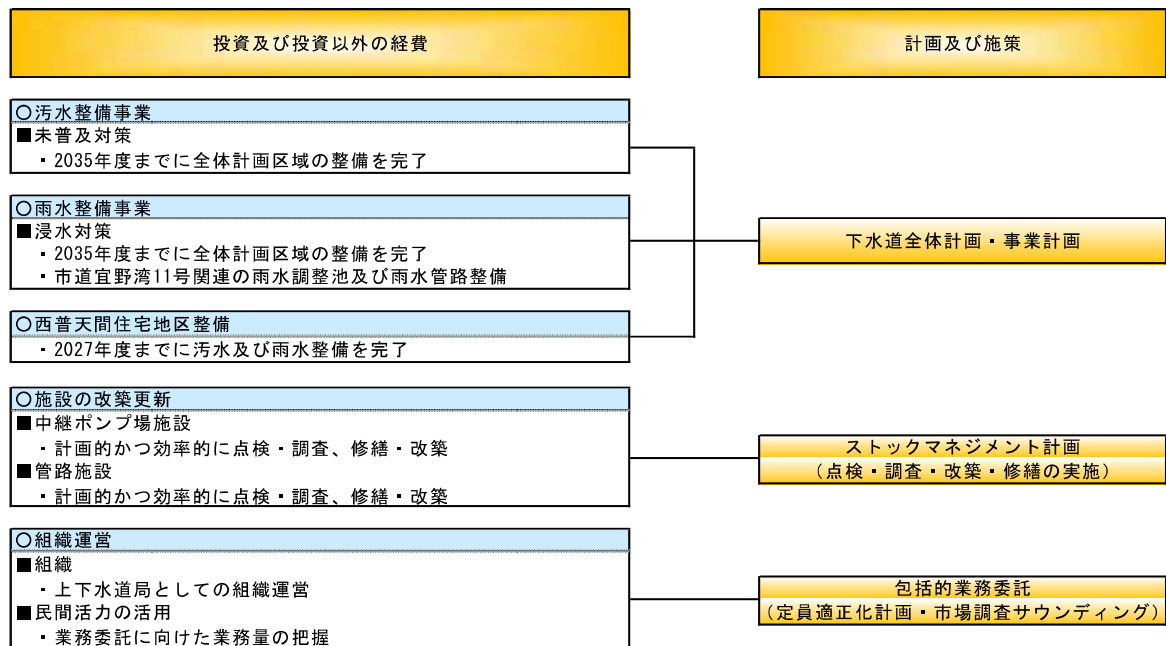 投資及び投資以外の経費
計画及び施策
〇汚水整備事業
■未普及対策
・2035年度までに全体計画区域の整備を完了
〇雨水整備事業
■浸水対策
・2035年度までに全体計画区域の整備を完了
・市道宜野湾11号関連の雨水調整池及び雨水管路整備
下水道全体計画・事業計画
〇西普天間住宅地区整備
・2027年度までに汚水及び雨水整備を完了
〇施設の改築更新
■中継ポンプ場施設
・計画的かつ効率的に点検・調査、修繕・改築
■管路施設
・計画的かつ効率的に点検・調査、修繕・改築
ストックマネジメント計画
(点検・調査・改築・修繕の実施)
〇組織運営
■組織
・上下水道局としての組織運営
■民間活力の活用
・業務委託に向けた業務量の把握
包括的業務委託
(定員適正化計画・市場調査サウンディング)